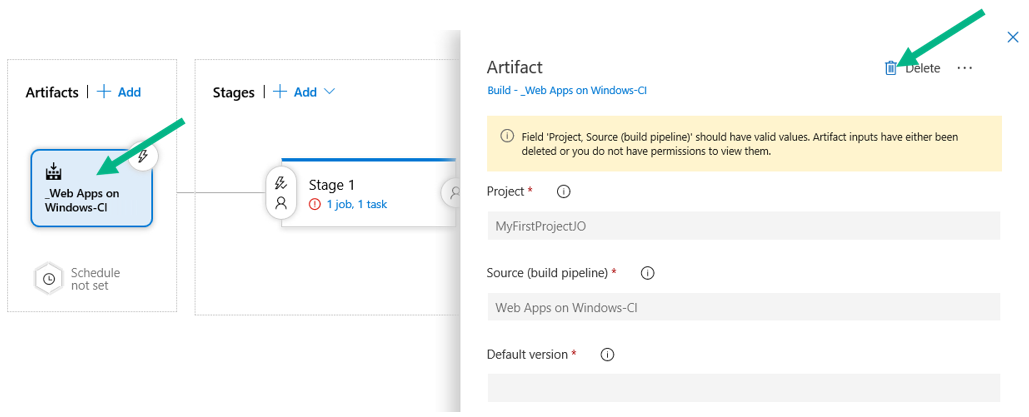 Artifacts | + Add
_Web Apps on
Windows-CI
Schedule
not set
Stages | + Add
Stage 1
1 job, 1 task
Artifact
Delete ...
Build - _Web Apps on Windows-CI
Field 'Project, Source (build pipeline)' should have valid values. Artifact inputs have either been
deleted or you do not have permissions to view them.
Project *
MyFirstProjectJO
Source (build pipeline) *
Web Apps on Windows-CI
Default version *